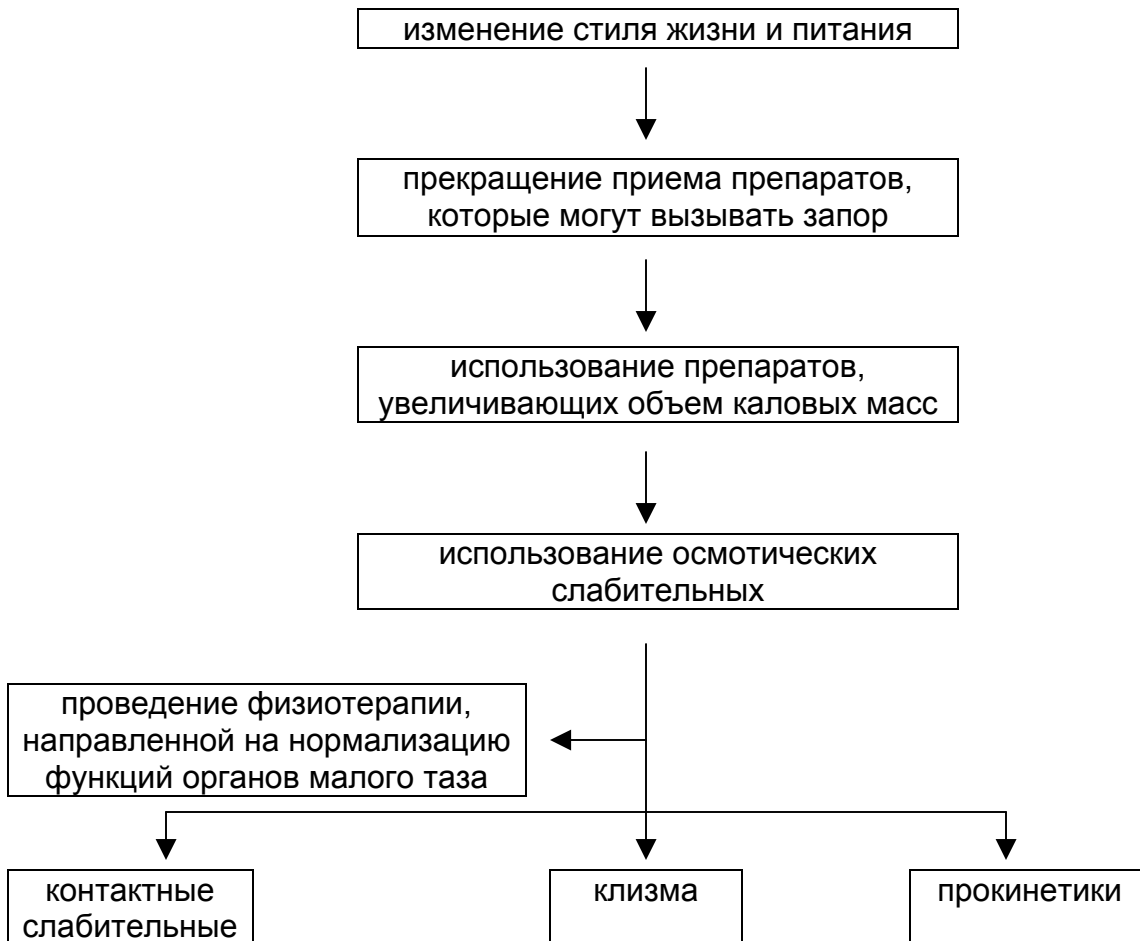 изменение стиля жизни и питания
прекращение приема препаратов,
которые могут вызывать запор
использование препаратов,
увеличивающих объем каловых масс
использование осмотических
слабительных
проведение физиотерапии,
направленной на нормализацию
функций органов малого таза
контактные
слабительные
клизма
прокинетики